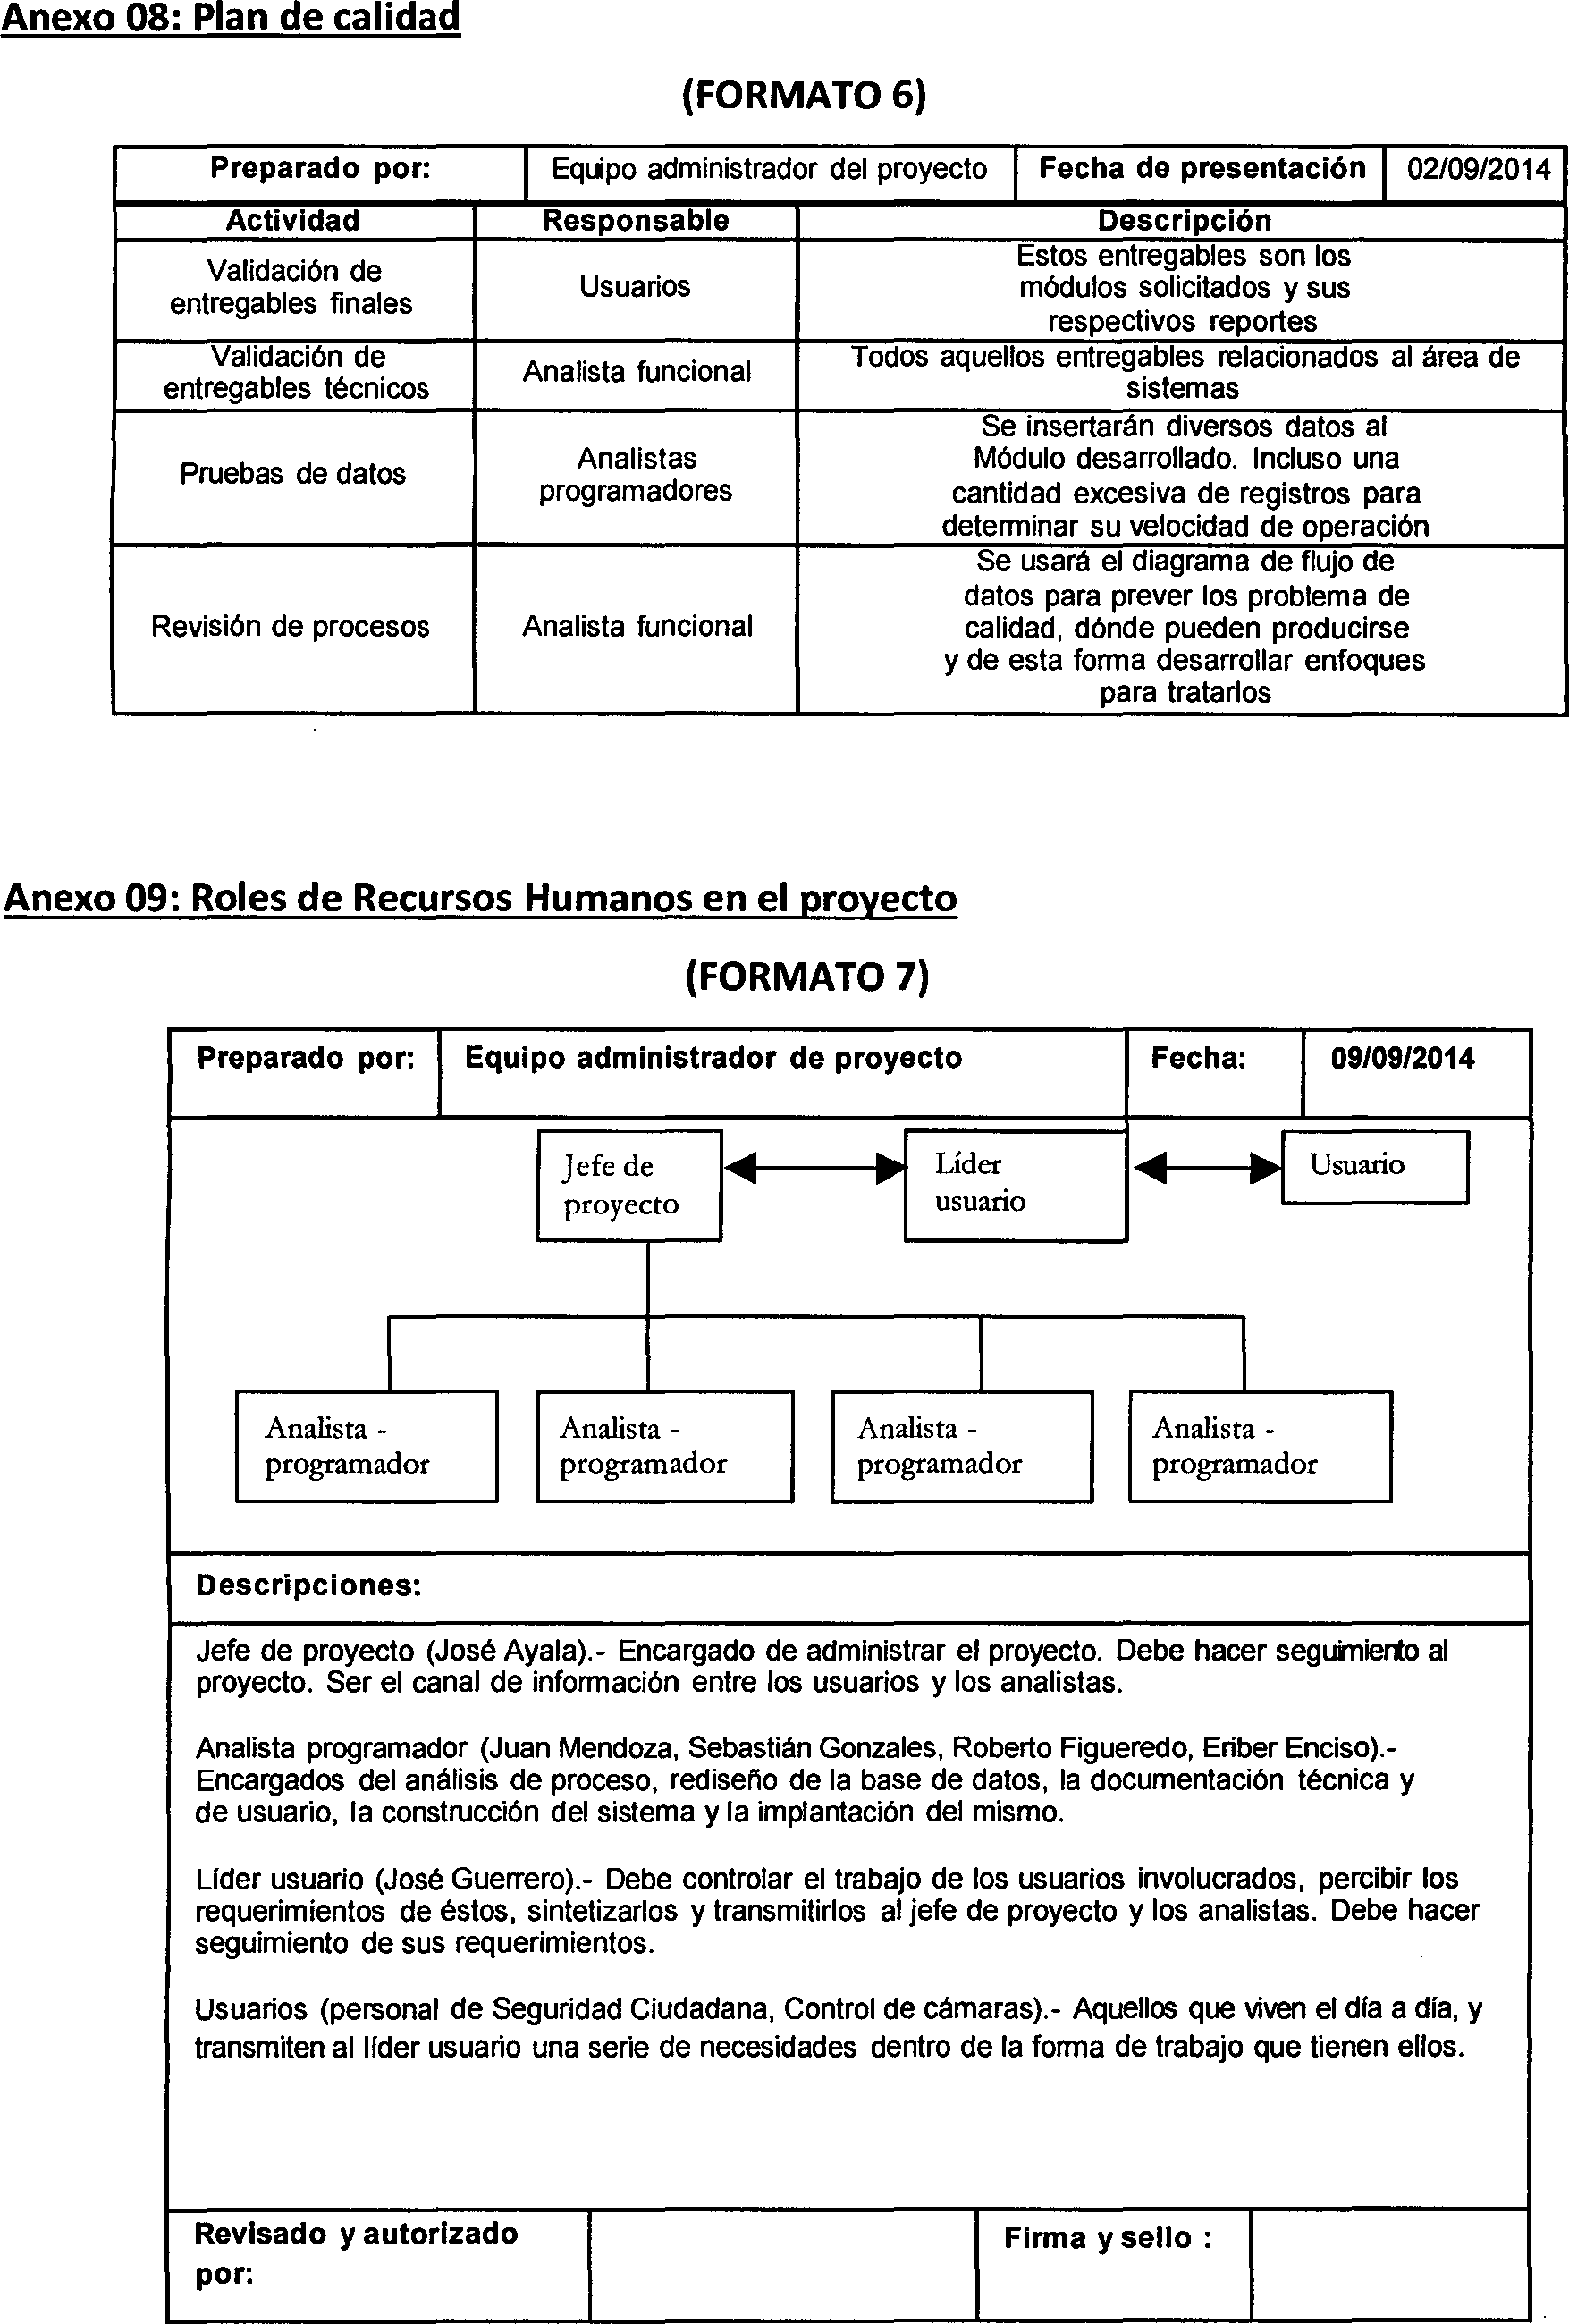 Anexo 08: Plan de calidad
(FORMATO 6)
Preparado por: Equipo administrador del proyecto Fecha de presentación 02/09/2014
Actividad Responsable Descripción
Validación de
entregables finales
Usuarios
Estos entregables son los
módulos solicitados y sus
respectivos reportes
Validación de
entregables técnicos
Analista funcional
Todos aquellos entregables relacionados al área de
sistemas
Pruebas de datos
Analistas
programadores
Se insertarán diversos datos al
Módulo desarrollado. Incluso una
cantidad excesiva de registros para
determinar su velocidad de operación
Revisión de procesos
Analista funcional
Se usará el diagrama de flujo de
datos para prever los problema de
calidad, dónde pueden producirse
y de esta forma desarrollar enfoques
para tratarlos
Anexo 09: Roles de Recursos Humanos en el proyecto
(FORMATO 7)
Preparado por: Equipo administrador de proyecto Fecha: 09/09/2014
Jefe de
proyecto
Líder
usuario
Usuario
Analista -
programador
Analista -
programador
Analista -
programador
Analista -
programador
Descripciones:
Jefe de proyecto (José Ayala).- Encargado de administrar el proyecto. Debe hacer seguimiento al
proyecto. Ser el canal de información entre los usuarios y los analistas.
Analista programador (Juan Mendoza, Sebastián Gonzales, Roberto Figueredo, Eriber Enciso).-
Encargados del análisis de proceso, rediseño de la base de datos, la documentación técnica y
de usuario, la construcción del sistema y la implantación del mismo.
Líder usuario (José Guerrero).- Debe controlar el trabajo de los usuarios involucrados, percibir los
requerimientos de éstos, sintetizarlos y transmitirlos al jefe de proyecto y los analistas. Debe hacer
seguimiento de sus requerimientos.
Usuarios (personal de Seguridad Ciudadana, Control de cámaras).- Aquellos que viven el día a día, y
transmiten al líder usuario una serie de necesidades dentro de la forma de trabajo que tienen ellos.
Revisado y autorizado
por:
Firma y sello :